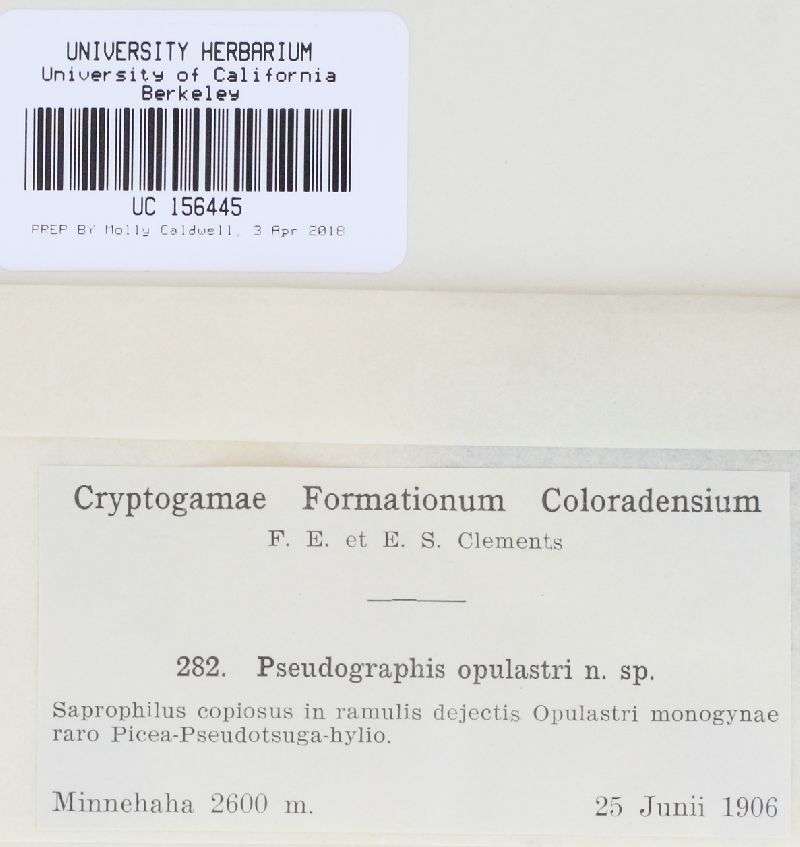 UNIVERSITY HERBARIUM
University of California
Berkeley
UC 156445
PREP BY Molly Caldwell, 3 Apr 2018
Cryptogamae Formationum Coloradensium
F. E. et E. S. Clements
282. Pseudographis opulastri n. sp.
Saprophilus copiosus in ramulis dejectis Opulastri monogynae
raro Picea-Pseudotsuga-hylio.
Minnehaha 2600 m. 25 Junii 1906